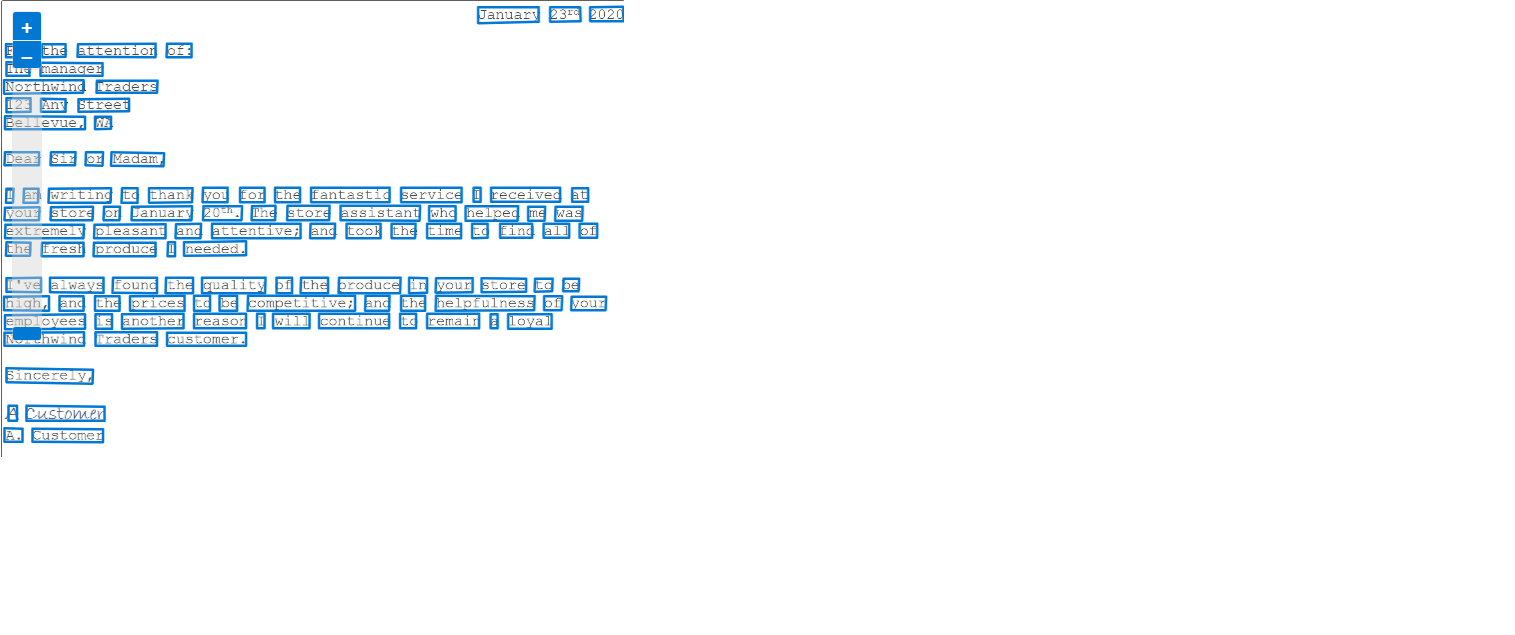 January 23rd 2020
For the attention of:
The manager
Northwind Traders
123 Any Street
Bellevue, WA
Dear Sir or Madam,
I am writing to thank you for the fantastic service I received at
your store on January 20th. The store assistant who helped me was
extremely pleasant and attentive; and took the time to find all of
the fresh produce I needed.
I've always found the quality of the produce in your store to be
high, and the prices to be competitive; and the helpfulness of your
employees is another reason I will continue to remain a loyal
Northwind Traders customer.
Sincerely,
A Customer
A. Customer